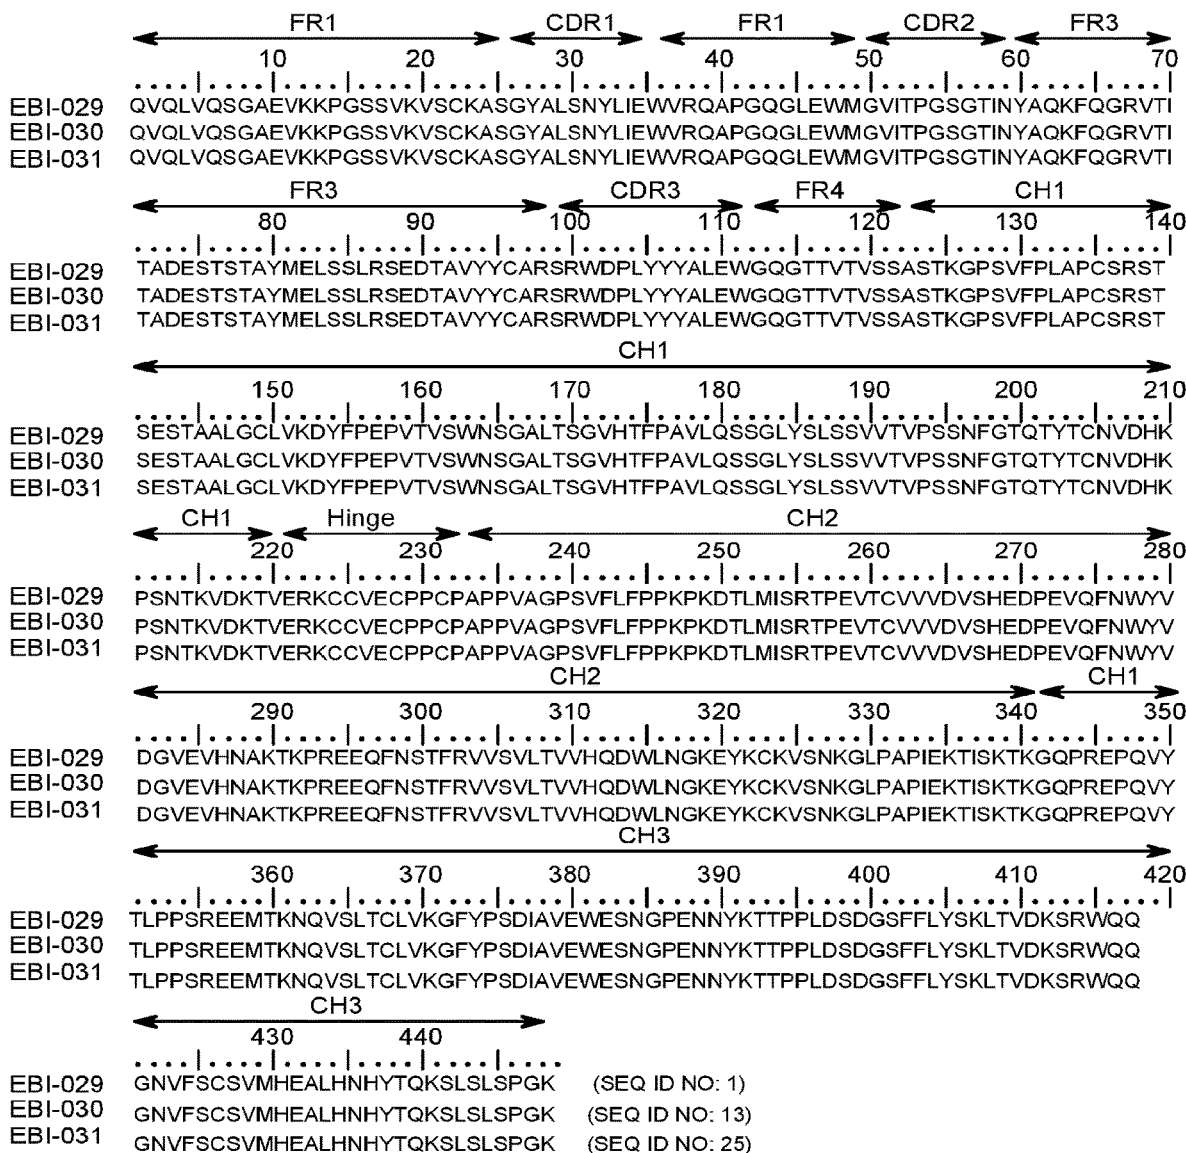 FR1 CDR1 FR1 CDR2 FR3
10 20 30 40 50 60 70
EBI-029 QVQLVQSGAEVKKPGSSVKVSCKASGYALSNYLIEWVRQAPGQGLEWMGVITPGSGTINYAQKFQGRVTI
EBI-030 QVQLVQSGAEVKKPGSSVKVSCKASGYALSNYLIEWVRQAPGQGLEWMGVITPGSGTINYAQKFQGRVTI
EBI-031 QVQLVQSGAEVKKPGSSVKVSCKASGYALSNYLIEWVRQAPGQGLEWMGVITPGSGTINYAQKFQGRVTI
FR3 CDR3 FR4 CH1
80 90 100 110 120 130 140
EBI-029 TADESTSTAYMELSSLRSEDTAVYYCARSRWDPLYYYALEWGQGTTVTVSSASTKGPSVFPLAPCSRST
EBI-030 TADESTSTAYMELSSLRSEDTAVYYCARSRWDPLYYYALEWGQGTTVTVSSASTKGPSVFPLAPCSRST
EBI-031 TADESTSTAYMELSSLRSEDTAVYYCARSRWDPLYYYALEWGQGTTVTVSSASTKGPSVFPLAPCSRST
CH1
150 160 170 180 190 200 210
EBI-029 SESTAALGCLVKDYFPEPVTVSWNSGALTSGVHTFPAVLQSSGLYSLSSVVTVPSSNFGTQTYTCNVDHK
EBI-030 SESTAALGCLVKDYFPEPVTVSWNSGALTSGVHTFPAVLQSSGLYSLSSVVTVPSSNFGTQTYTCNVDHK
EBI-031 SESTAALGCLVKDYFPEPVTVSWNSGALTSGVHTFPAVLQSSGLYSLSSVVTVPSSNFGTQTYTCNVDHK
CH1 Hinge CH2
220 230 240 250 260 270 280
EBI-029 PSNTKVDKTVERKCCVECPPCPAPPVAGPSVFLFPPKPKDTLMISRTPEVTCVVVDVSHEDPEVQFNWYV
EBI-030 PSNTKVDKTVERKCCVECPPCPAPPVAGPSVFLFPPKPKDTLMISRTPEVTCVVVDVSHEDPEVQFNWYV
EBI-031 PSNTKVDKTVERKCCVECPPCPAPPVAGPSVFLFPPKPKDTLMISRTPEVTCVVVDVSHEDPEVQFNWYV
CH2 CH1
290 300 310 320 330 340 350
EBI-029 DGVEVHNAKTKPREEQFNSTFRVVSVLTVVHQDWLNGKEYKCKVSNKGLPAPIEKTISKTKGQPREPQVY
EBI-030 DGVEVHNAKTKPREEQFNSTFRVVSVLTVVHQDWLNGKEYKCKVSNKGLPAPIEKTISKTKGQPREPQVY
EBI-031 DGVEVHNAKTKPREEQFNSTFRVVSVLTVVHQDWLNGKEYKCKVSNKGLPAPIEKTISKTKGQPREPQVY
CH3
360 370 380 390 400 410 420
EBI-029 TLPPSREEMTKNQVSLTCLVKGFYPSDIAVEWESNGPENNYKTTPPLDSDGSFFLYSKLTVDKSRWQQ
EBI-030 TLPPSREEMTKNQVSLTCLVKGFYPSDIAVEWESNGPENNYKTTPPLDSDGSFFLYSKLTVDKSRWQQ
EBI-031 TLPPSREEMTKNQVSLTCLVKGFYPSDIAVEWESNGPENNYKTTPPLDSDGSFFLYSKLTVDKSRWQQ
CH3
430 440
EBI-029 GNVFSCSVMHEALHNHYTQKSLSLSPGK (SEQ ID NO: 1)
EBI-030 GNVFSCSVMHEALHNHYTQKSLSLSPGK (SEQ ID NO: 13)
EBI-031 GNVFSCSVMHEALHNHYTQKSLSLSPGK (SEQ ID NO: 25)